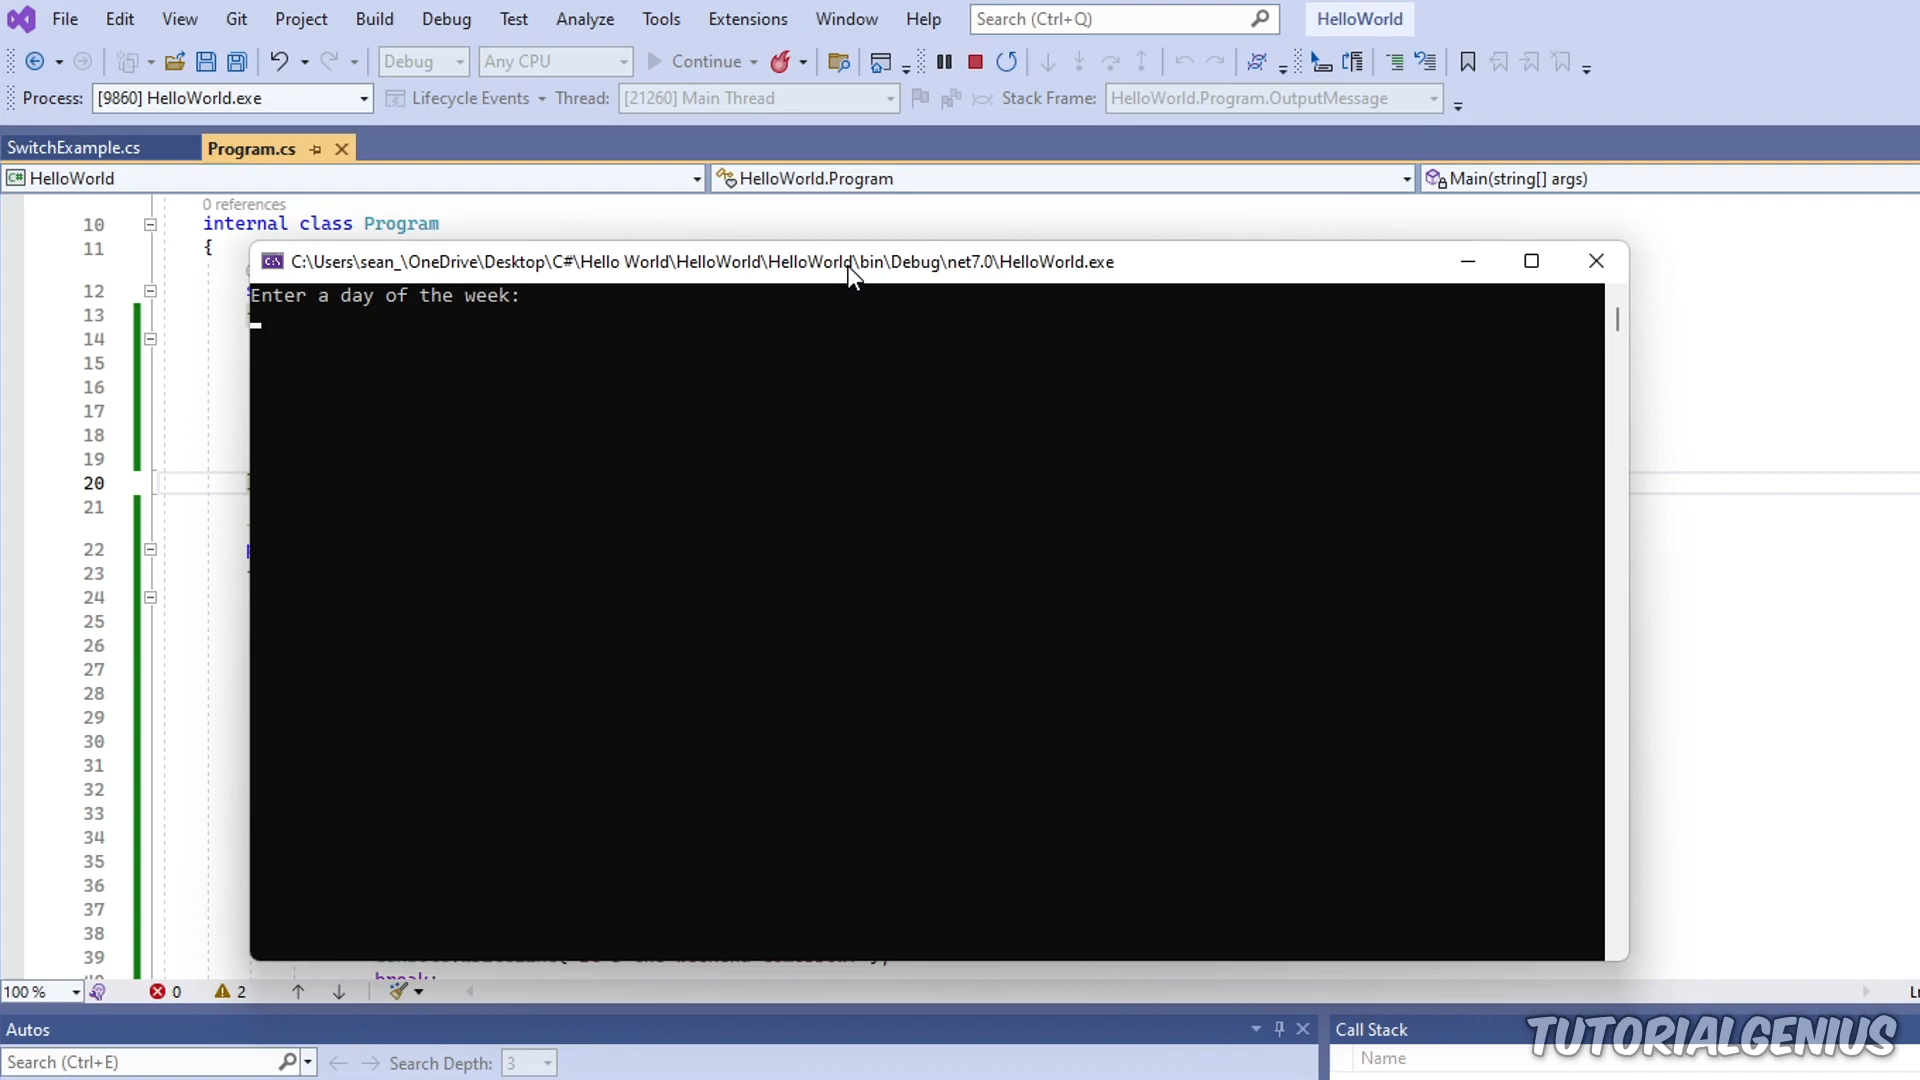 File Edit View Git Project Build Debug Test Analyze Tools Extensions Window Help Search (Ctrl+Q) HelloWorld
Debug Any CPU Continue
Process: [9860] HelloWorld.exe Lifecycle Events Thread: [21260] Main Thread Stack Frame: HelloWorld.Program.OutputMessage
SwitchExample.cs Program.cs
C# HelloWorld HelloWorld.Program Main(string[] args)
0 references
10 internal class Program
11 {
C:\Users\sean_\OneDrive\Desktop\C#\Hello World\HelloWorld\HelloWorld\bin\Debug\net7.0\HelloWorld.exe
Enter a day of the week:
12
13
14
15
16
17
18
19
20
21
22
23
24
25
26
27
28
29
30
31
32
33
34
35
36
37
38
39
break;
100 % 0 2
Autos Call Stack
Search (Ctrl+E) Search Depth: 3 Name
TUTORIALGENIUS